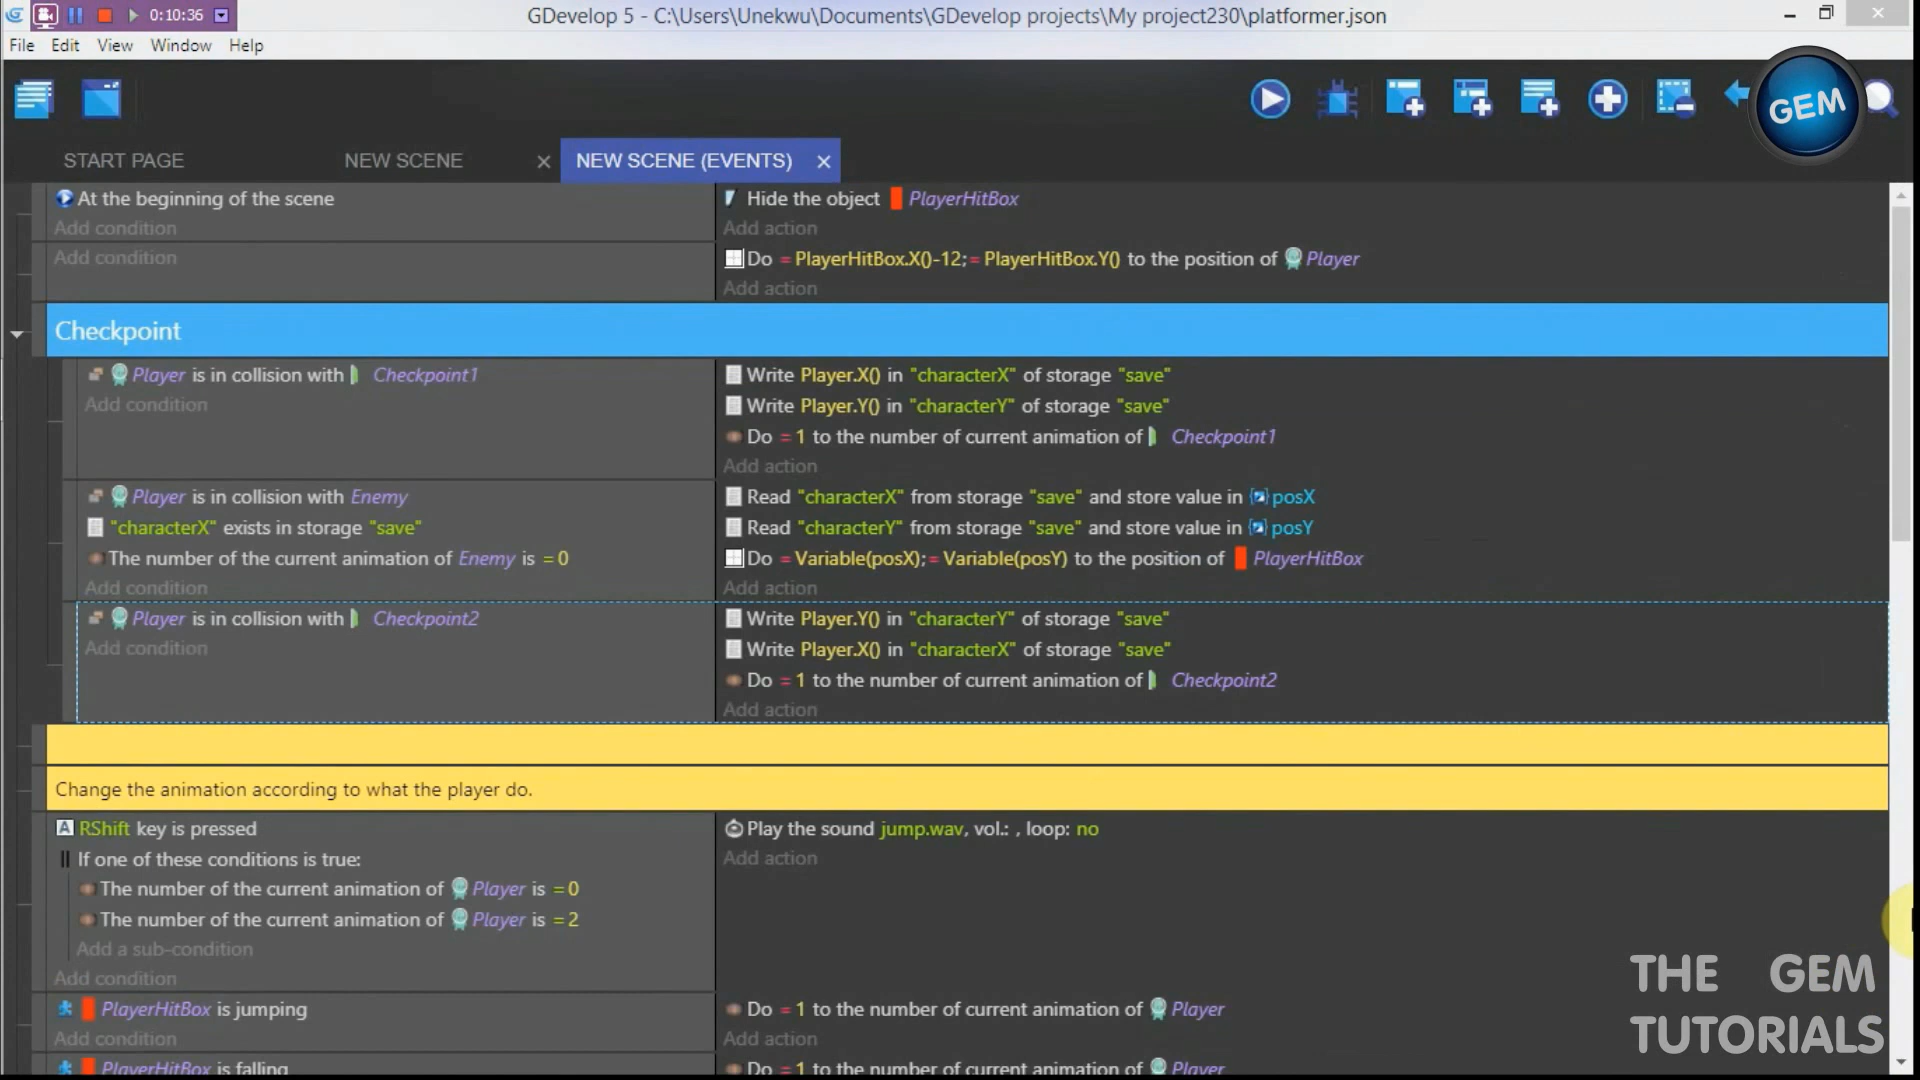 0:10:36
GDevelop 5 - C:\Users\Unekwu\Documents\GDevelop projects\My project230\platformer.json
File Edit View Window Help
GEM
START PAGE NEW SCENE NEW SCENE (EVENTS)
At the beginning of the scene
Hide the object PlayerHitBox
Add condition
Add action
Add condition
Do = PlayerHitBox.X()-12;= PlayerHitBox.Y() to the position of Player
Add action
Checkpoint
Player is in collision with Checkpoint1
Write Player.X() in "characterX" of storage "save"
Add condition
Write Player.Y() in "characterY" of storage "save"
Do = 1 to the number of current animation of Checkpoint1
Add action
Player is in collision with Enemy
Read "characterX" from storage "save" and store value in posX
"characterX" exists in storage "save"
Read "characterY" from storage "save" and store value in posY
The number of the current animation of Enemy is = 0
Do = Variable(posX);= Variable(posY) to the position of PlayerHitBox
Add condition
Add action
Player is in collision with Checkpoint2
Write Player.Y() in "characterY" of storage "save"
Add condition
Write Player.X() in "characterX" of storage "save"
Do = 1 to the number of current animation of Checkpoint2
Add action
Change the animation according to what the player do.
A RShift key is pressed
Play the sound jump.wav, vol.: , loop: no
If one of these conditions is true:
Add action
The number of the current animation of Player is = 0
The number of the current animation of Player is = 2
Add a sub-condition
Add condition
PlayerHitBox is jumping
Do = 1 to the number of current animation of Player
Add condition
Add action
PlayerHitBox is falling
Do = 1 to the number of current animation of Player
THE GEM
TUTORIALS